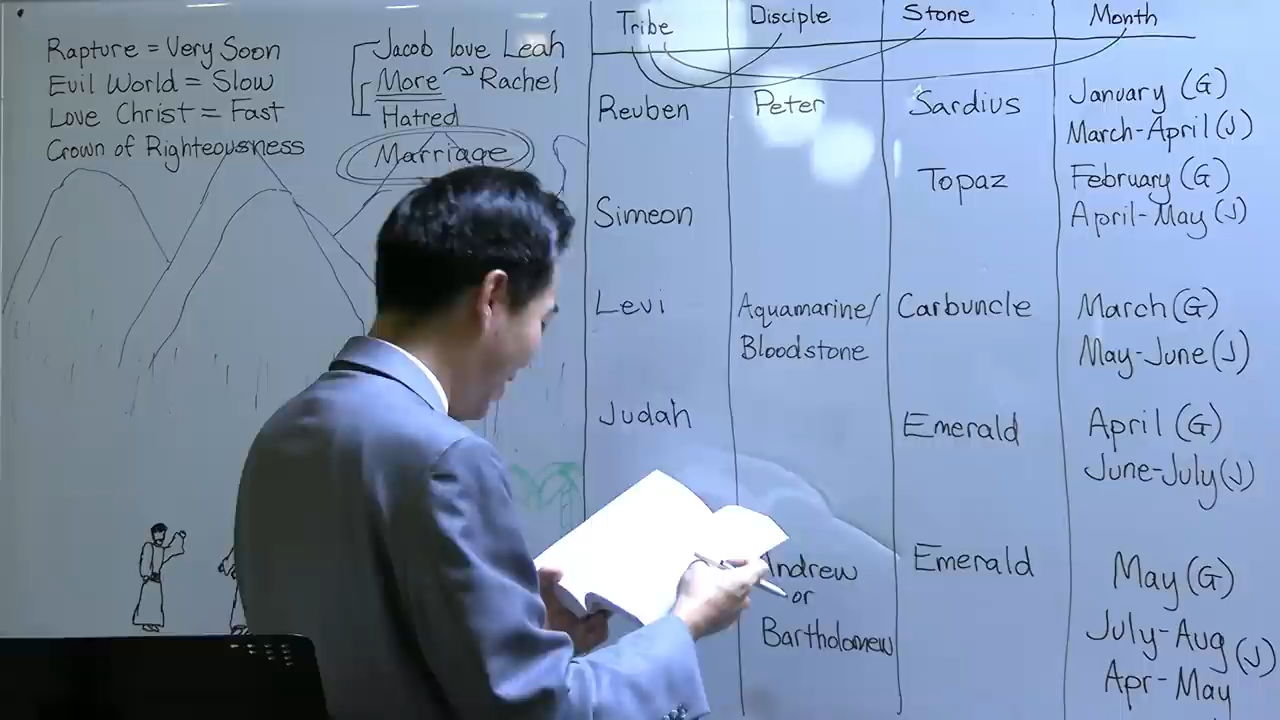 Rapture = Very Soon
Evil World = Slow
Love Christ = Fast
Crown of Righteousness
Jacob love Leah
More Rachel
Hatred
Marriage
Tribe Disciple Stone Month
Reuben Peter Sardius January (G)
March-April (J)
Simeon Topaz February (G)
April-May (J)
Levi Aquamarine/ Carbuncle March (G)
Bloodstone May-June (J)
Judah Emerald April (G)
June-July (J)
Andrew Emerald May (G)
or
Bartholomew July-Aug (J)
Apr-May